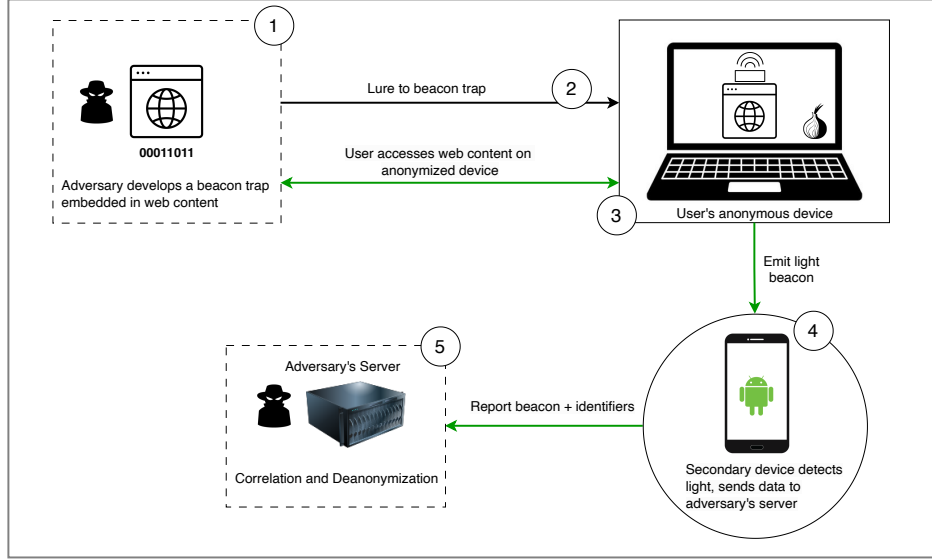 1
00011011
Adversary develops a beacon trap
embedded in web content
Lure to beacon trap
2
User accesses web content on
anonymized device
3
User's anonymous device
Emit light
beacon
4
Secondary device detects
light, sends data to
adversary's server
Report beacon + identifiers
5
Adversary's Server
Correlation and Deanonymization